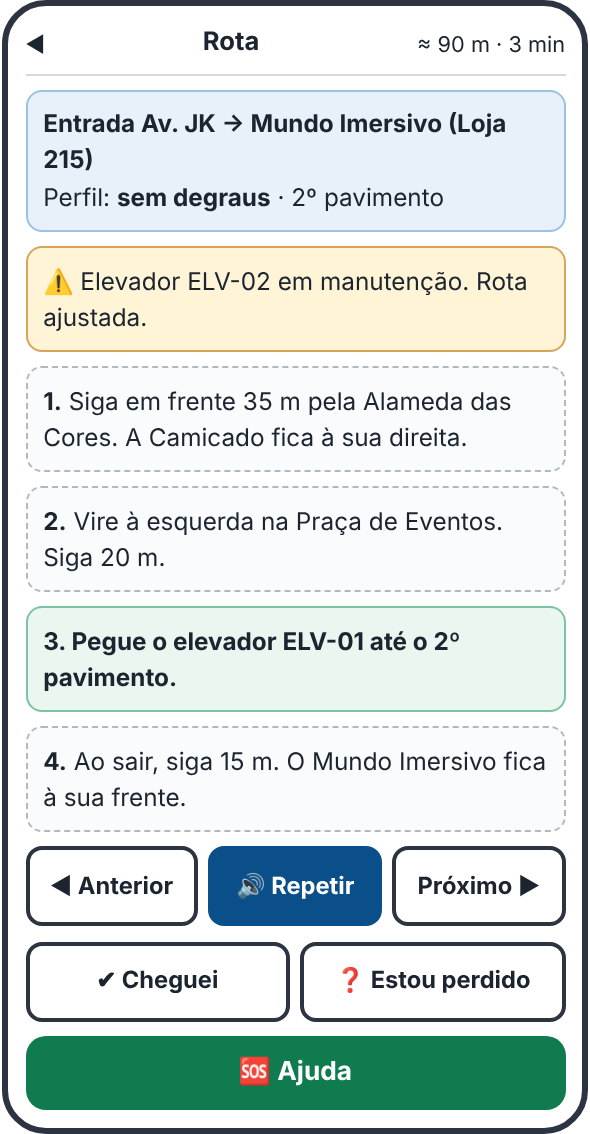 ◀ Rota ≈ 90 m · 3 min
Entrada Av. JK → Mundo Imersivo (Loja
215)
Perfil: sem degraus · 2º pavimento
⚠️ Elevador ELV-02 em manutenção. Rota
ajustada.
1. Siga em frente 35 m pela Alameda das
Cores. A Camicado fica à sua direita.
2. Vire à esquerda na Praça de Eventos.
Siga 20 m.
3. Pegue o elevador ELV-01 até o 2º
pavimento.
4. Ao sair, siga 15 m. O Mundo Imersivo fica
à sua frente.
◀ Anterior 🔊 Repetir Próximo ▶
✔ Cheguei ❓ Estou perdido
🆘 Ajuda